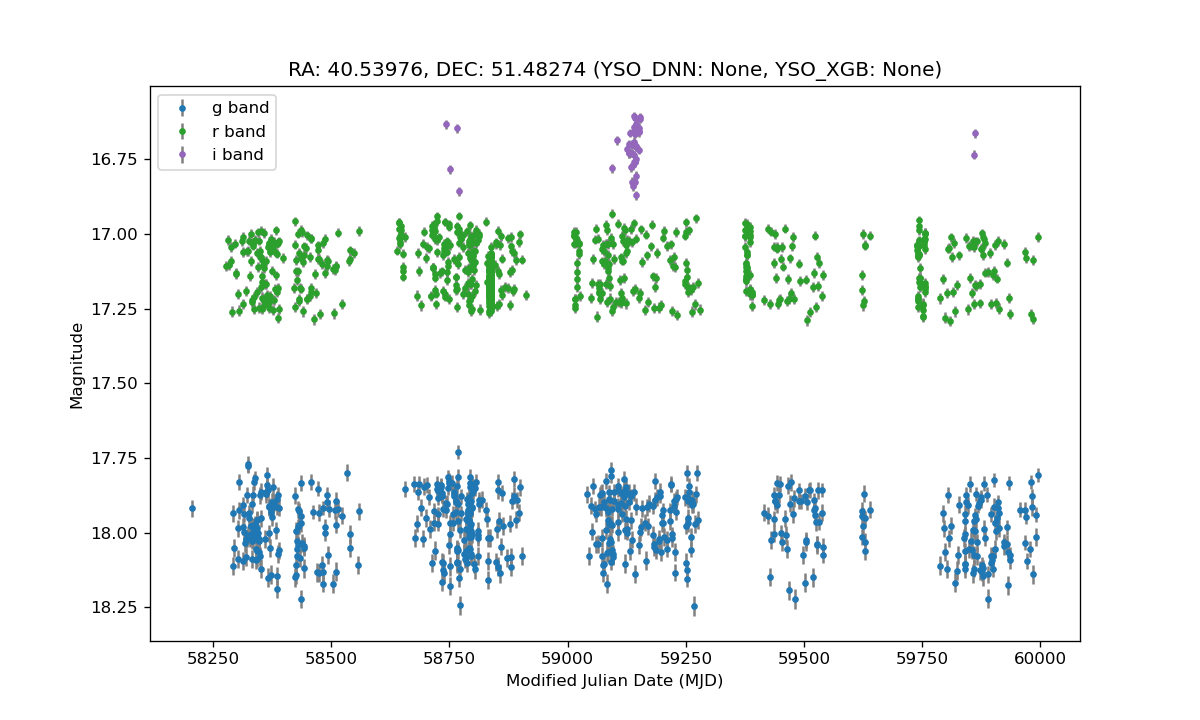 RA: 40.53976, DEC: 51.48274 (YSO_DNN: None, YSO_XGB: None)
g band
r band
i band
16.75
17.00
17.25
17.50
17.75
18.00
18.25
Magnitude
58250
58500
58750
59000
59250
59500
59750
60000
Modified Julian Date (MJD)